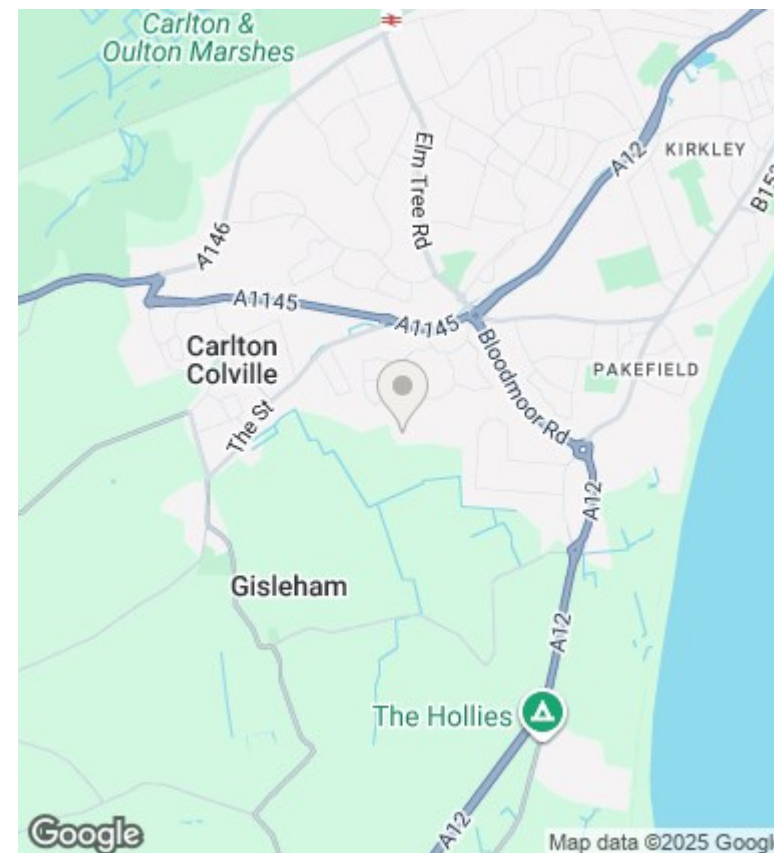 Carlton &
Oulton Marshes
Elm Tree Rd
A12
KIRKLEY
A146
A1145
A1145
Carlton
Colville
The St
Bloodmoor Rd
PAKEFIELD
A12
Gisleham
A12
The Hollies
A12
Google
Map data ©2025 Google